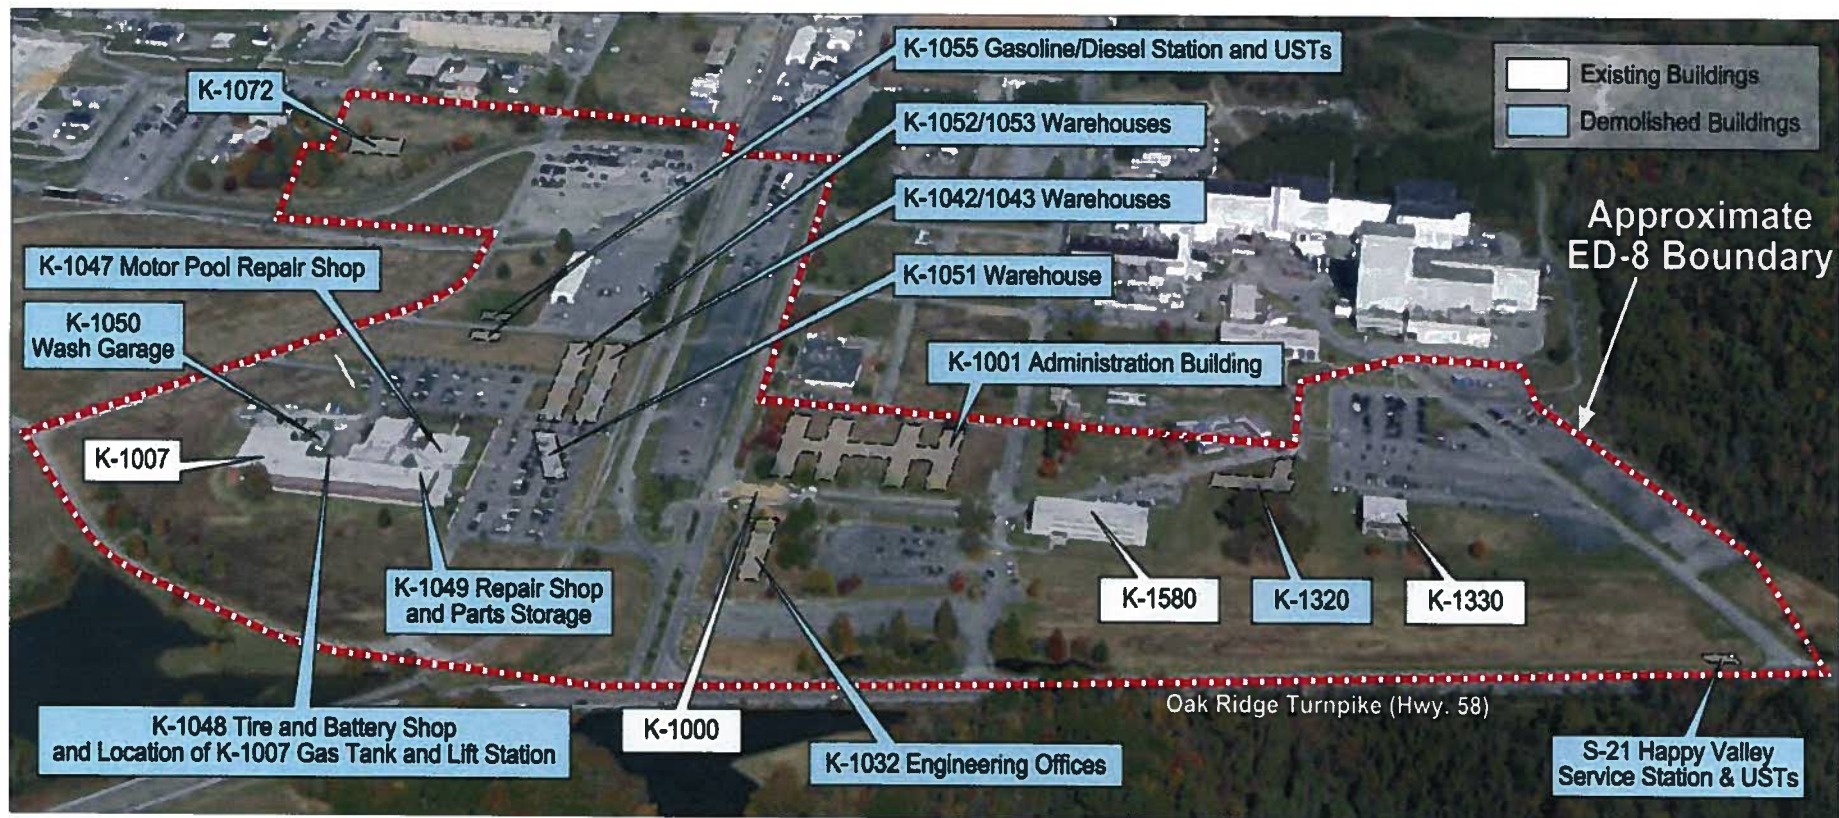 K-1055 Gasoline/Diesel Station and USTs
Existing Buildings
K-1072
K-1052/1053 Warehouses
Demolished Buildings
K-1042/1043 Warehouses
Approximate
ED-8 Boundary
K-1047 Motor Pool Repair Shop
K-1051 Warehouse
K-1050
Wash Garage
K-1001 Administration Building
K-1007
K-1049 Repair Shop
and Parts Storage
K-1580
K-1320
K-1330
Oak Ridge Turnpike (Hwy. 58)
K-1048 Tire and Battery Shop
and Location of K-1007 Gas Tank and Lift Station
K-1000
K-1032 Engineering Offices
S-21 Happy Valley
Service Station & USTs